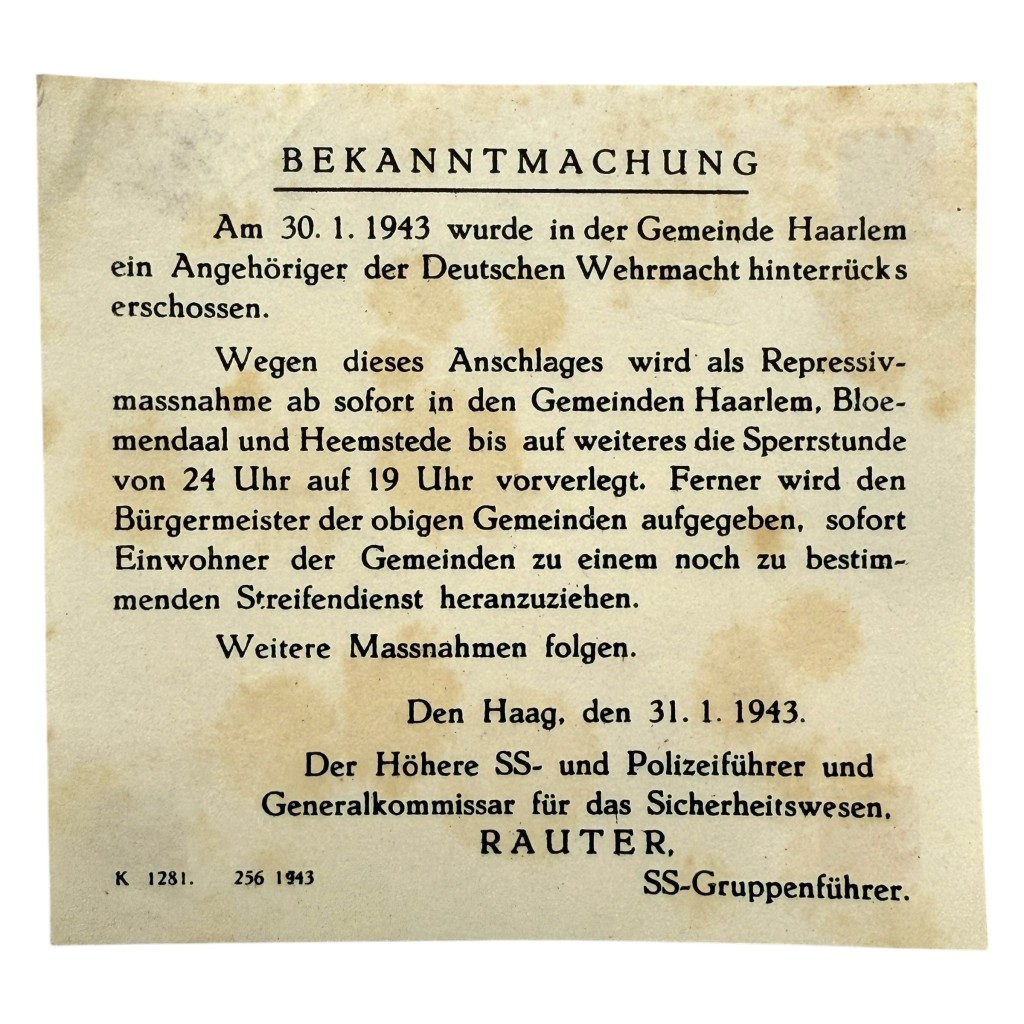 BEKANNTMACHUNG
Am 30. 1. 1943 wurde in der Gemeinde Haarlem
ein Angehöriger der Deutschen Wehrmacht hinterrücks
erschossen.
Wegen dieses Anschlages wird als Repressiv-
massnahme ab sofort in den Gemeinden Haarlem, Bloe-
mendaal und Heemstede bis auf weiteres die Sperrstunde
von 24 Uhr auf 19 Uhr vorverlegt. Ferner wird den
Bürgermeister der obigen Gemeinden aufgegeben, sofort
Einwohner der Gemeinden zu einem noch zu bestim-
menden Streifendienst heranzuziehen.
Weitere Massnahmen folgen.
Den Haag, den 31. 1. 1943.
Der Höhere SS- und Polizeiführer und
Generalkommissar für das Sicherheitswesen,
RAUTER,
SS-Gruppenführer.
K 1281. 256 1943